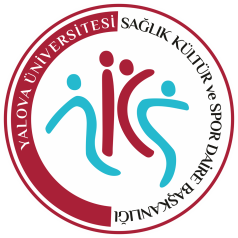 YALOVA ÜNİVERSİTESİ
SAĞLIK KÜLTÜR ve SPOR DAİRE BAŞKANLIĞI